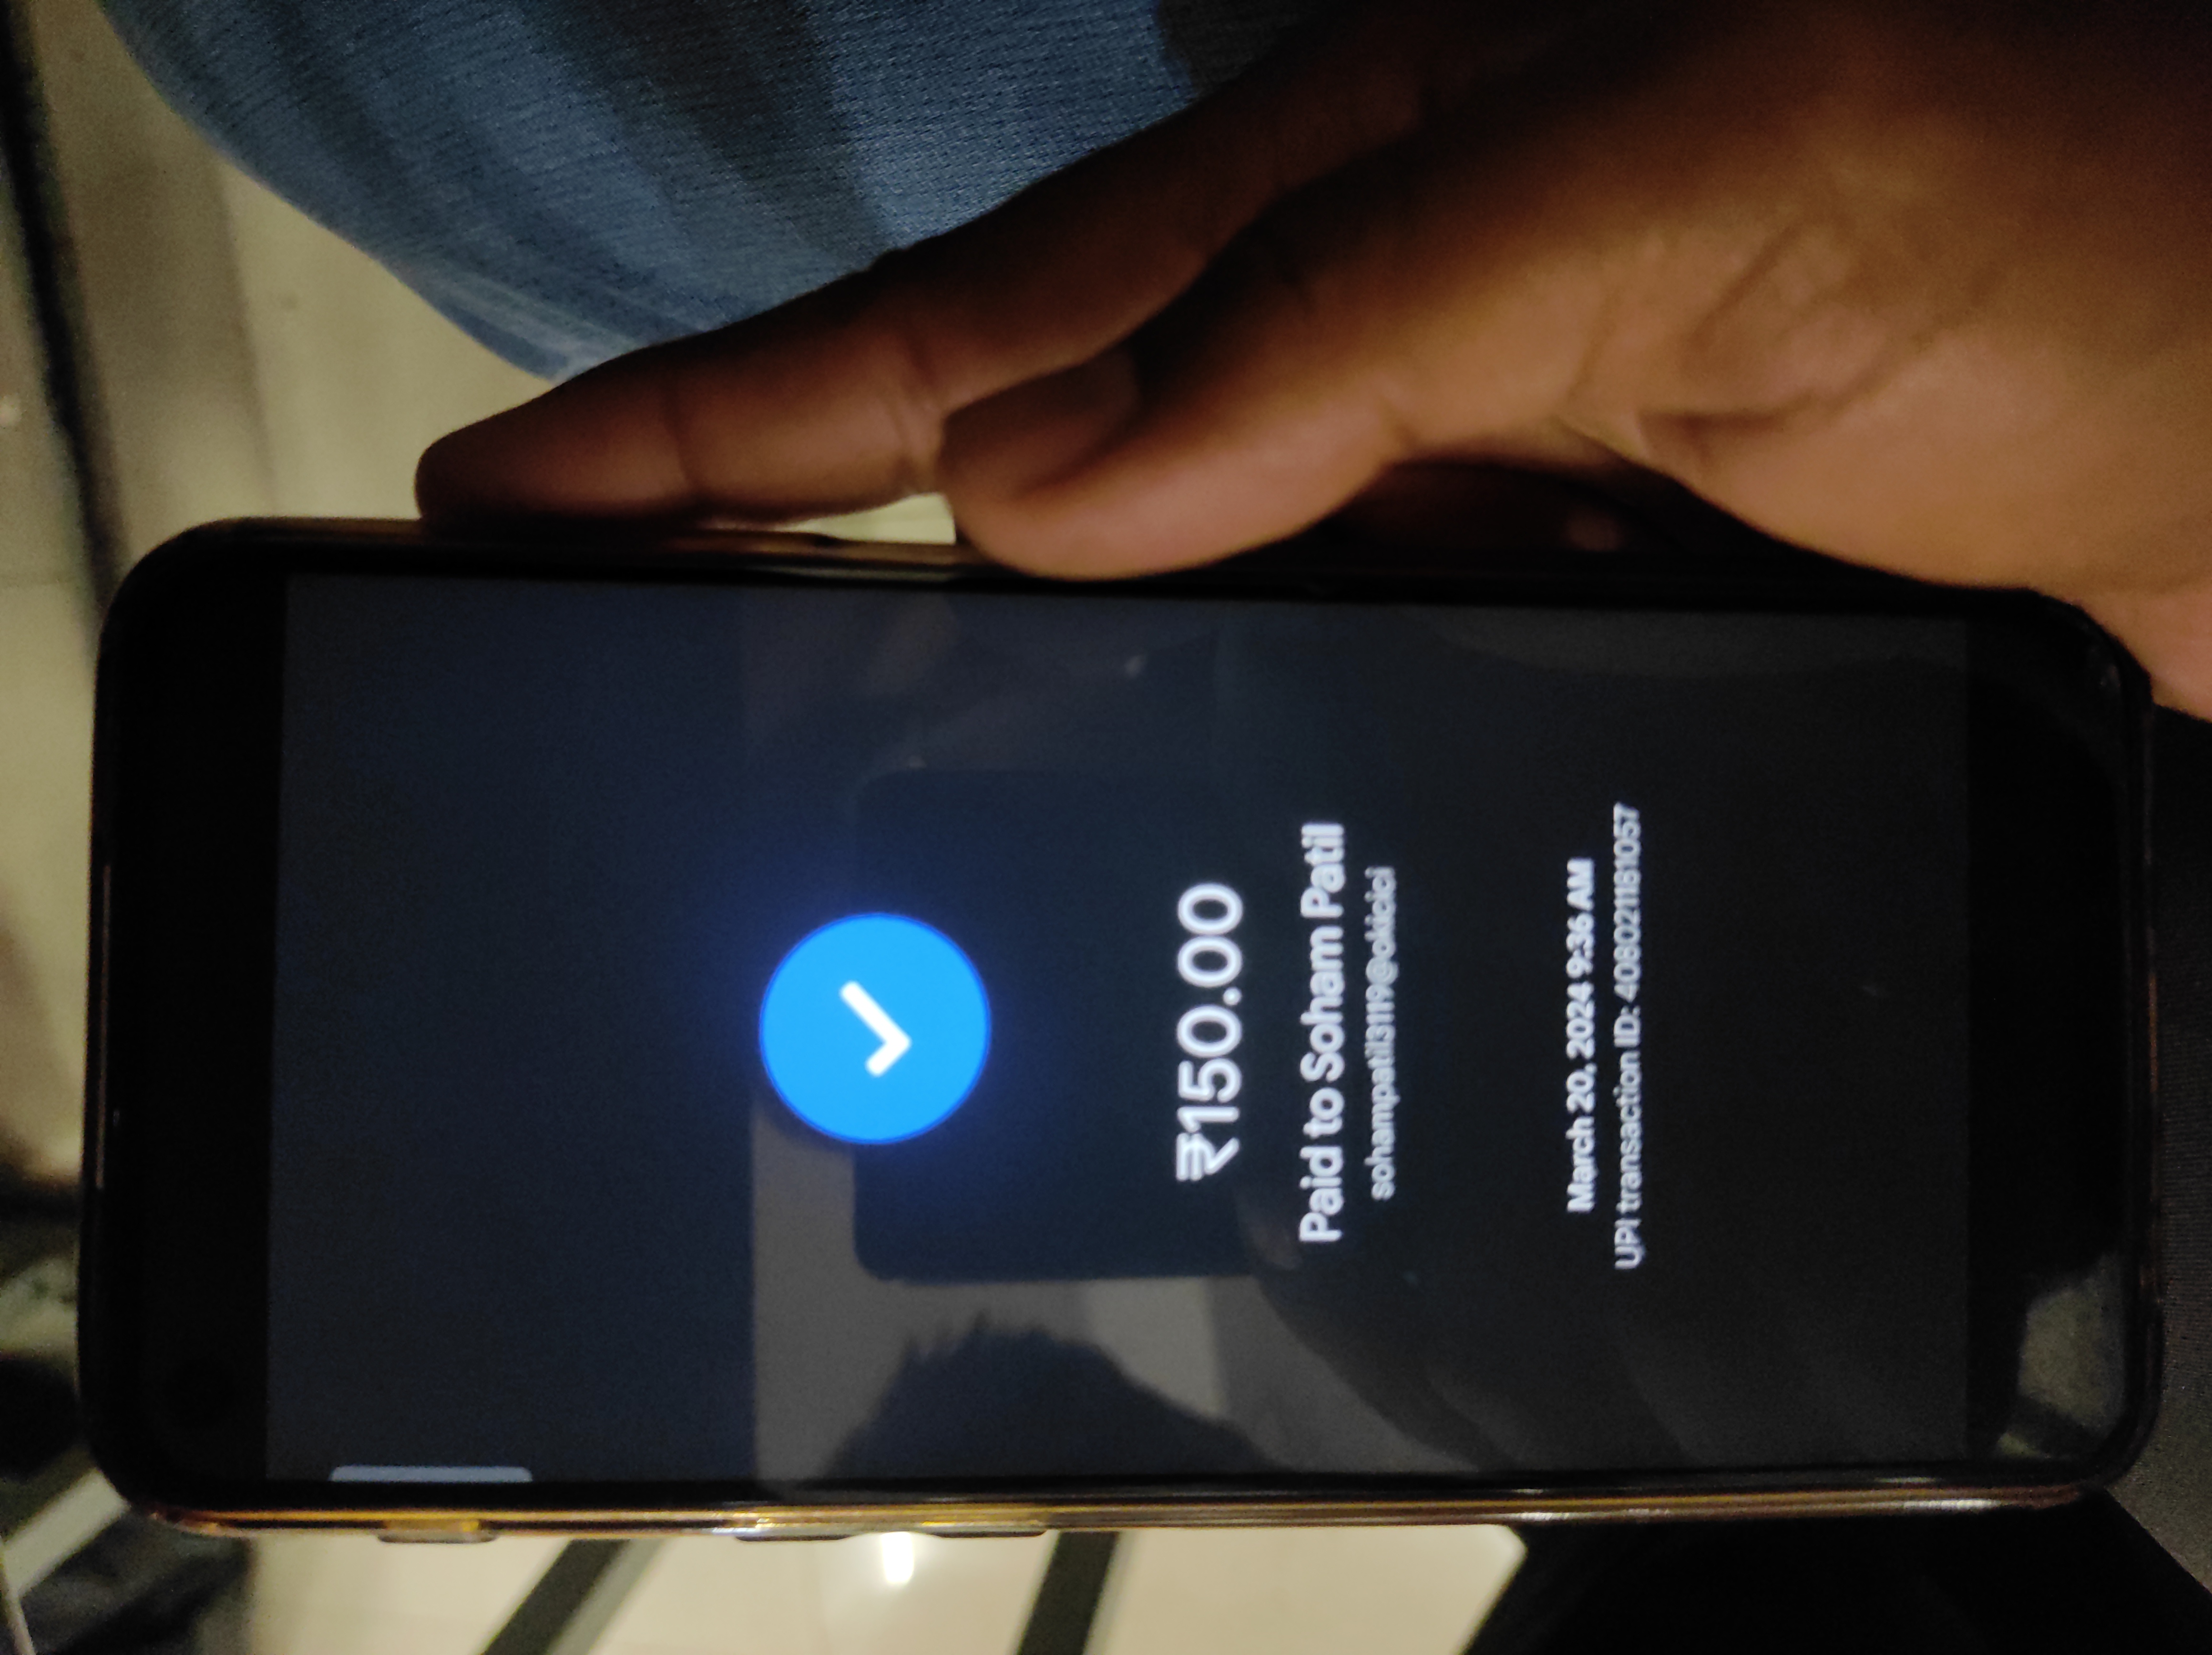 ₹150.00
Paid to Soham Patil
sohampatil3119@okicici
March 20, 2024 9:36 AM
UPI transaction ID: 408021181057